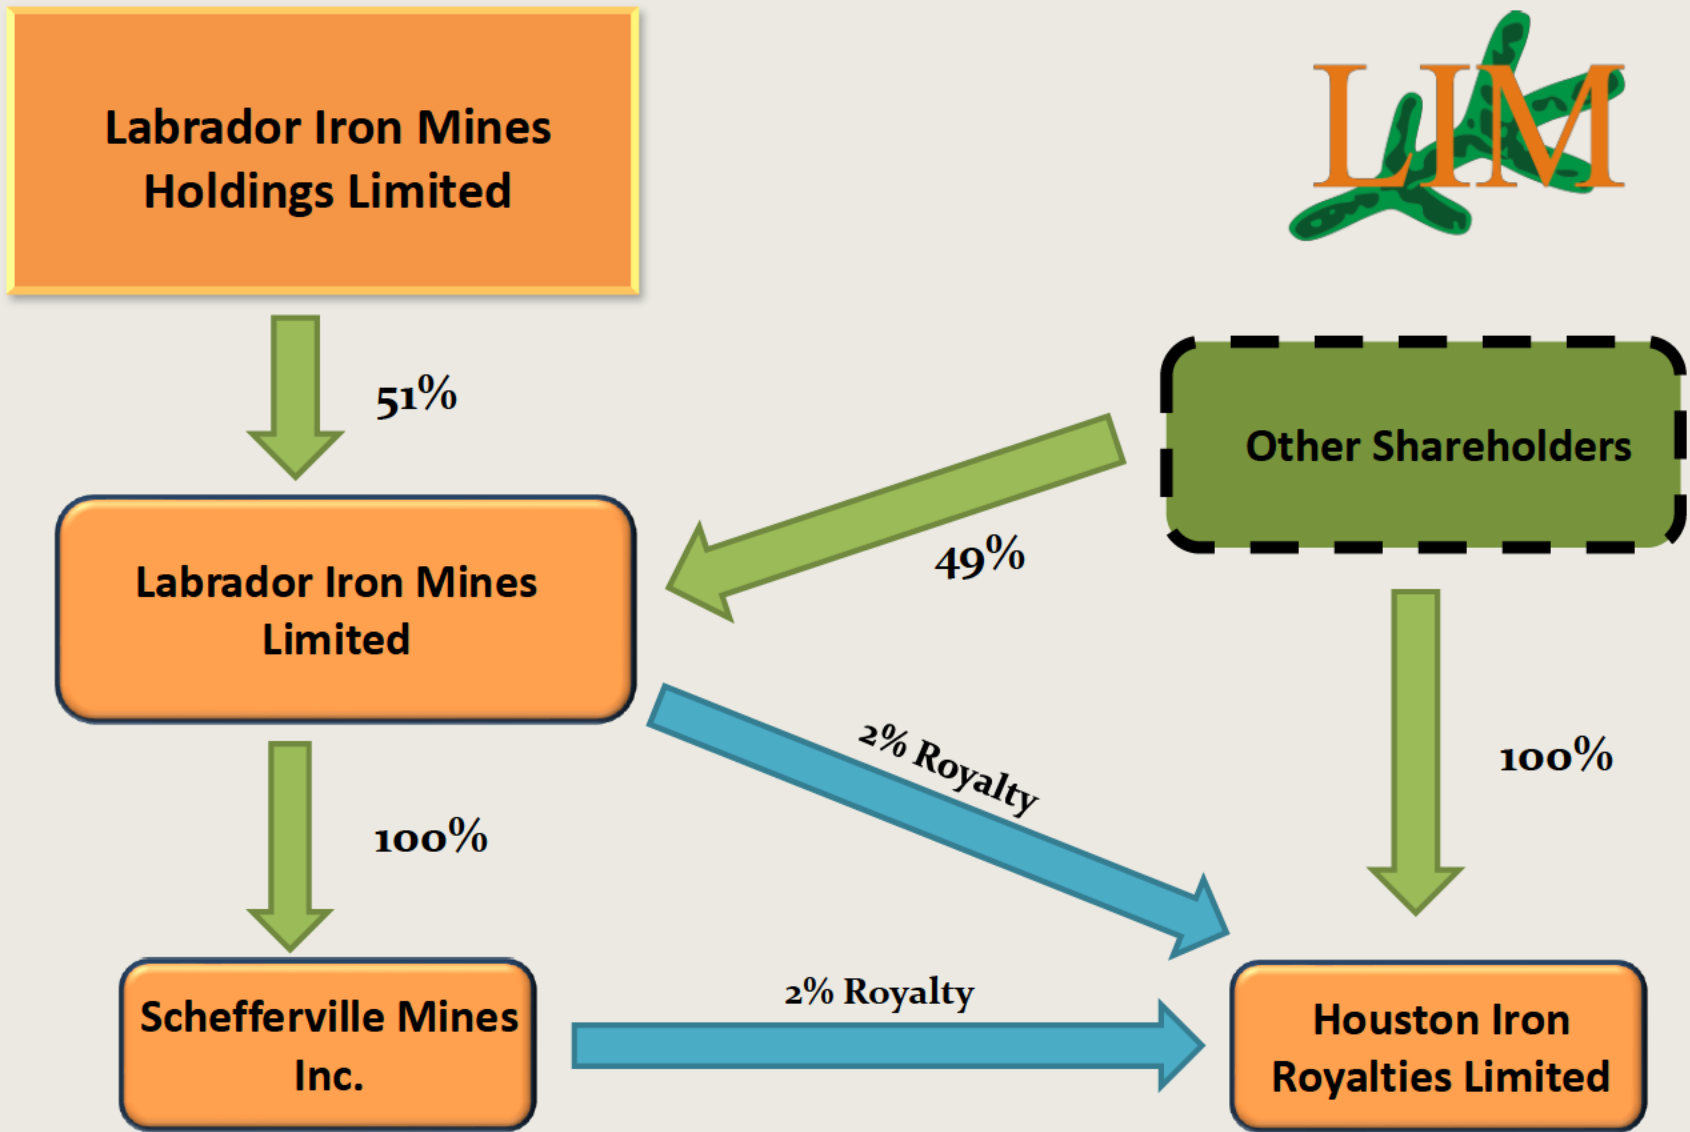 Labrador Iron Mines
Holdings Limited
LIM
51%
Other Shareholders
49%
Labrador Iron Mines
Limited
2% Royalty
100%
100%
2% Royalty
Schefferville Mines
Inc.
Houston Iron
Royalties Limited